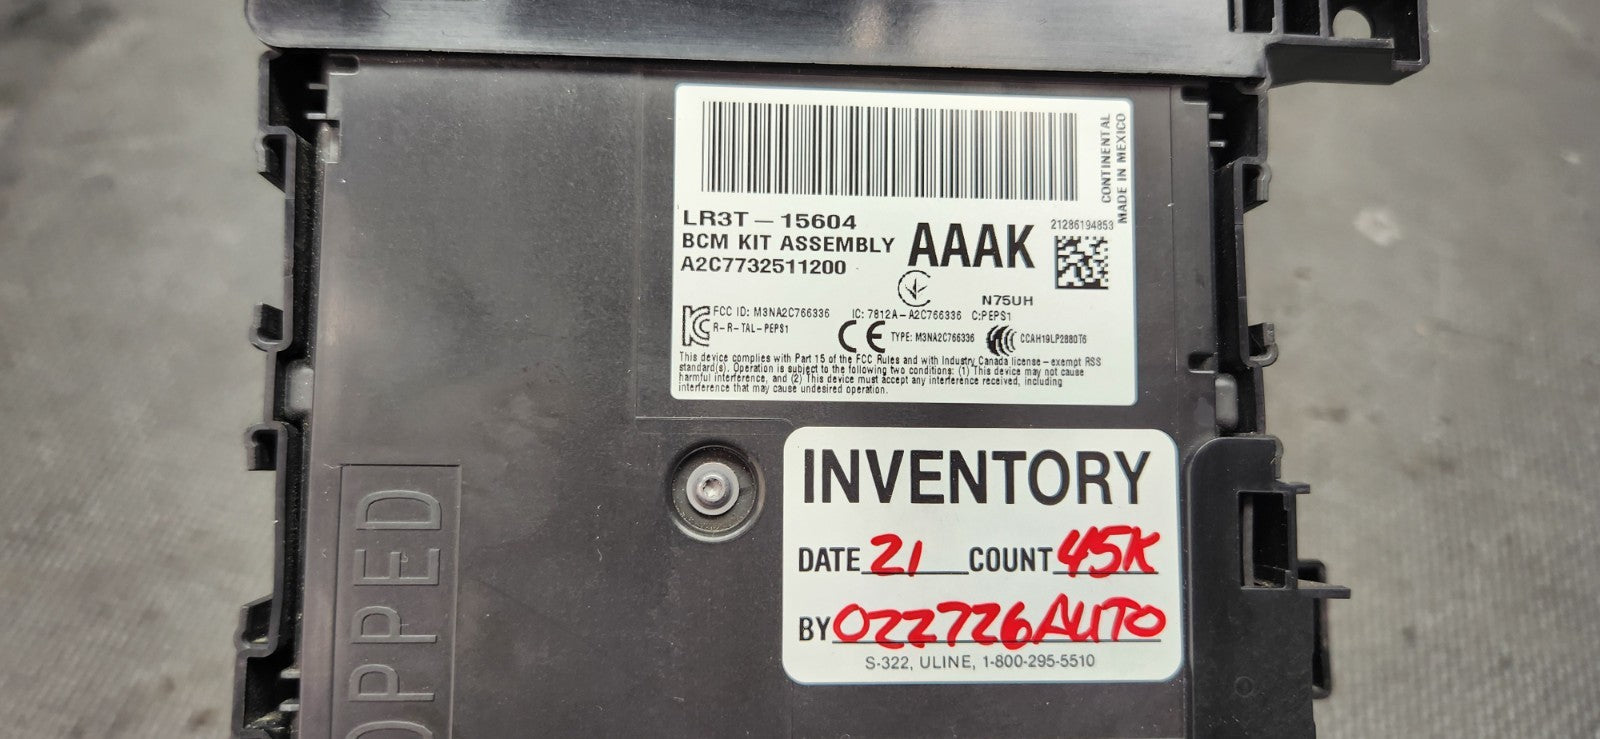 CONTINENTAL
MADE IN MEXICO
LR3T-15604
BCM KIT ASSEMBLY
A2C7732511200
AAAK
21286194853
N75UH
FCC ID: M3NA2C766336 IC: 7812A-A2C766336 C:PEPS1
R-R-TAL-PEPS1
CE TYPE: M3NA2C766336 CCAH19LP2880T6
This device complies with Part 15 of the FCC Rules and with Industry Canada license-exempt RSS
standard(s). Operation is subject to the following two conditions: (1) This device may not cause
harmful interference, and (2) This device must accept any interference received, including
interference that may cause undesired operation.
INVENTORY
DATE 21 COUNT 45K
BY 022726AUTO
S-322, ULINE, 1-800-295-5510
OPPED